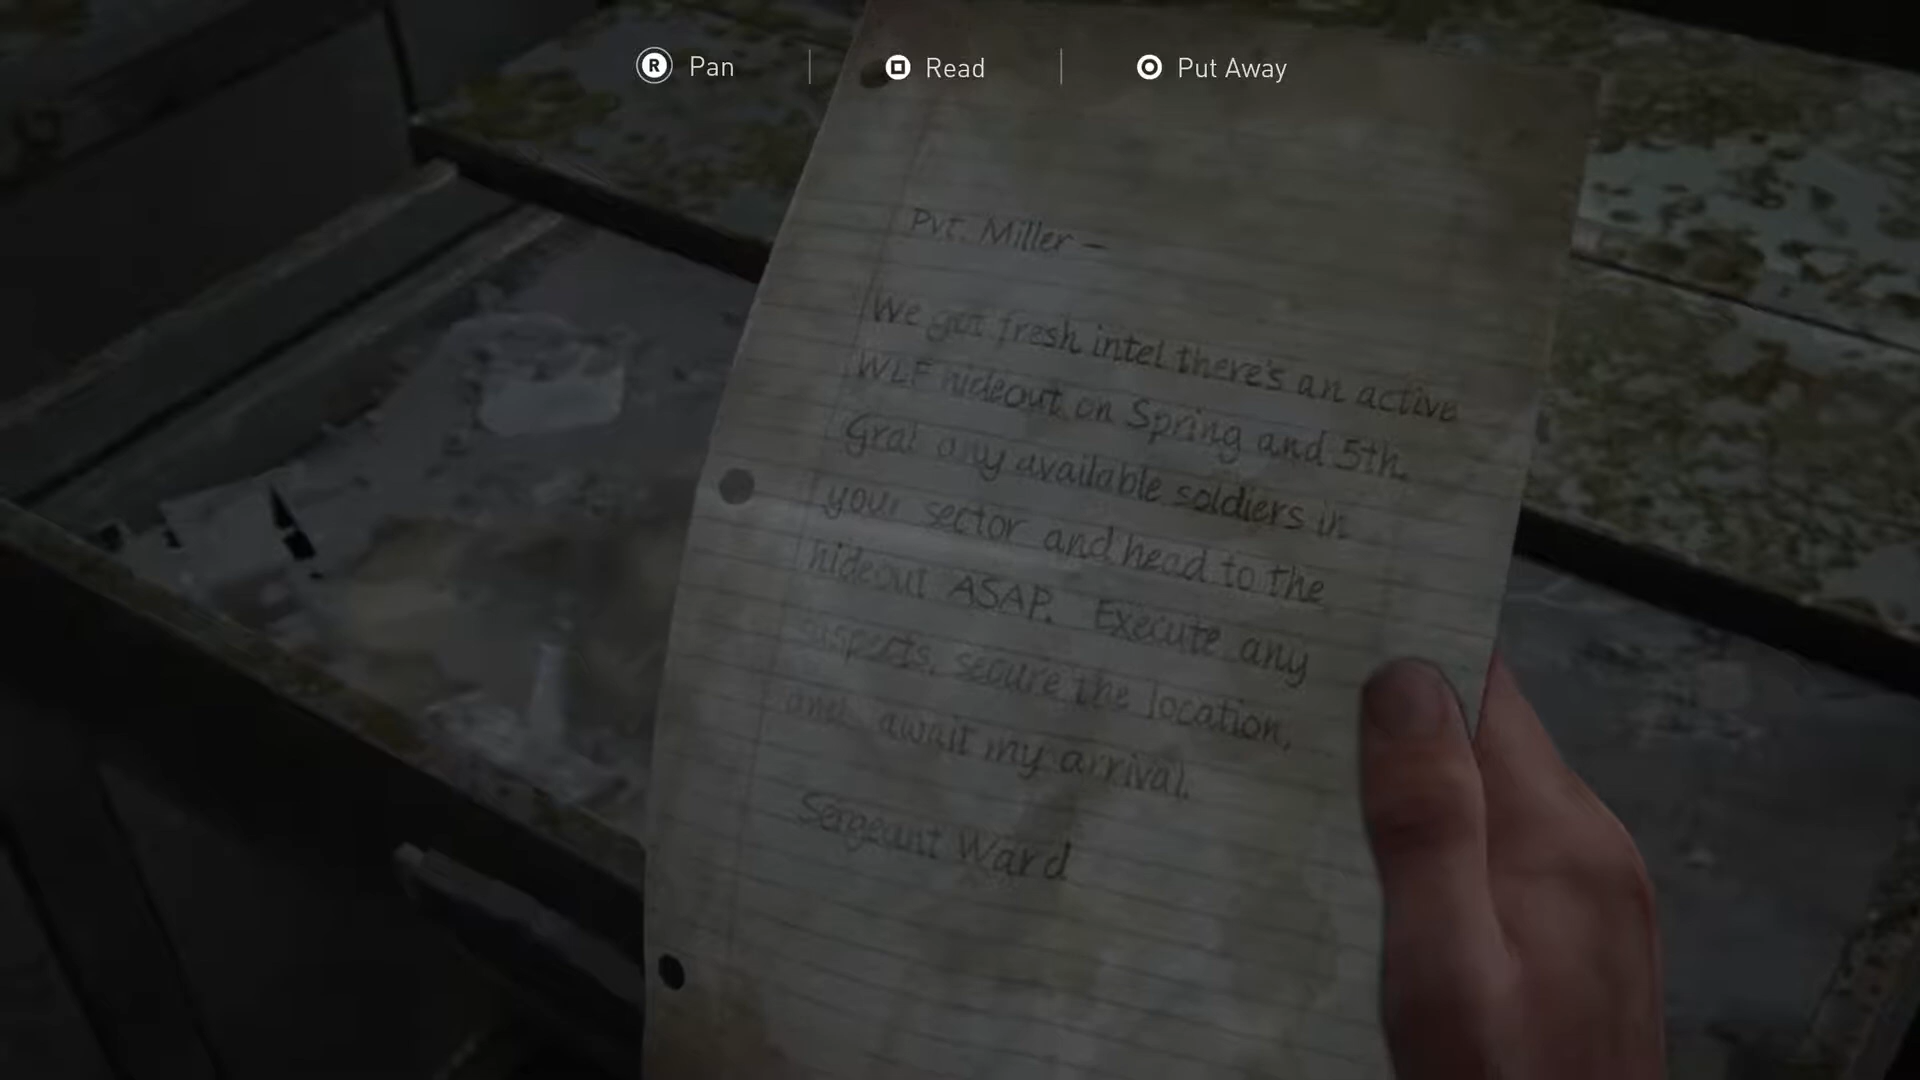 R Pan Read Put Away
Pvt. Miller –
We got fresh intel there's an active
WLF hideout on Spring and 5th.
Grab any available soldiers in
your sector and head to the
hideout ASAP. Execute any
suspects, secure the location,
and await my arrival.
Sergeant Ward